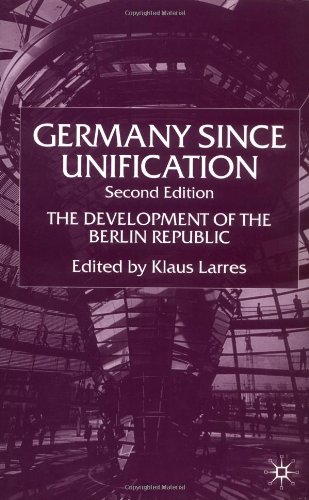 GERMANY SINCE
UNIFICATION
Second Edition
THE DEVELOPMENT OF THE
BERLIN REPUBLIC
Edited by Klaus Larres